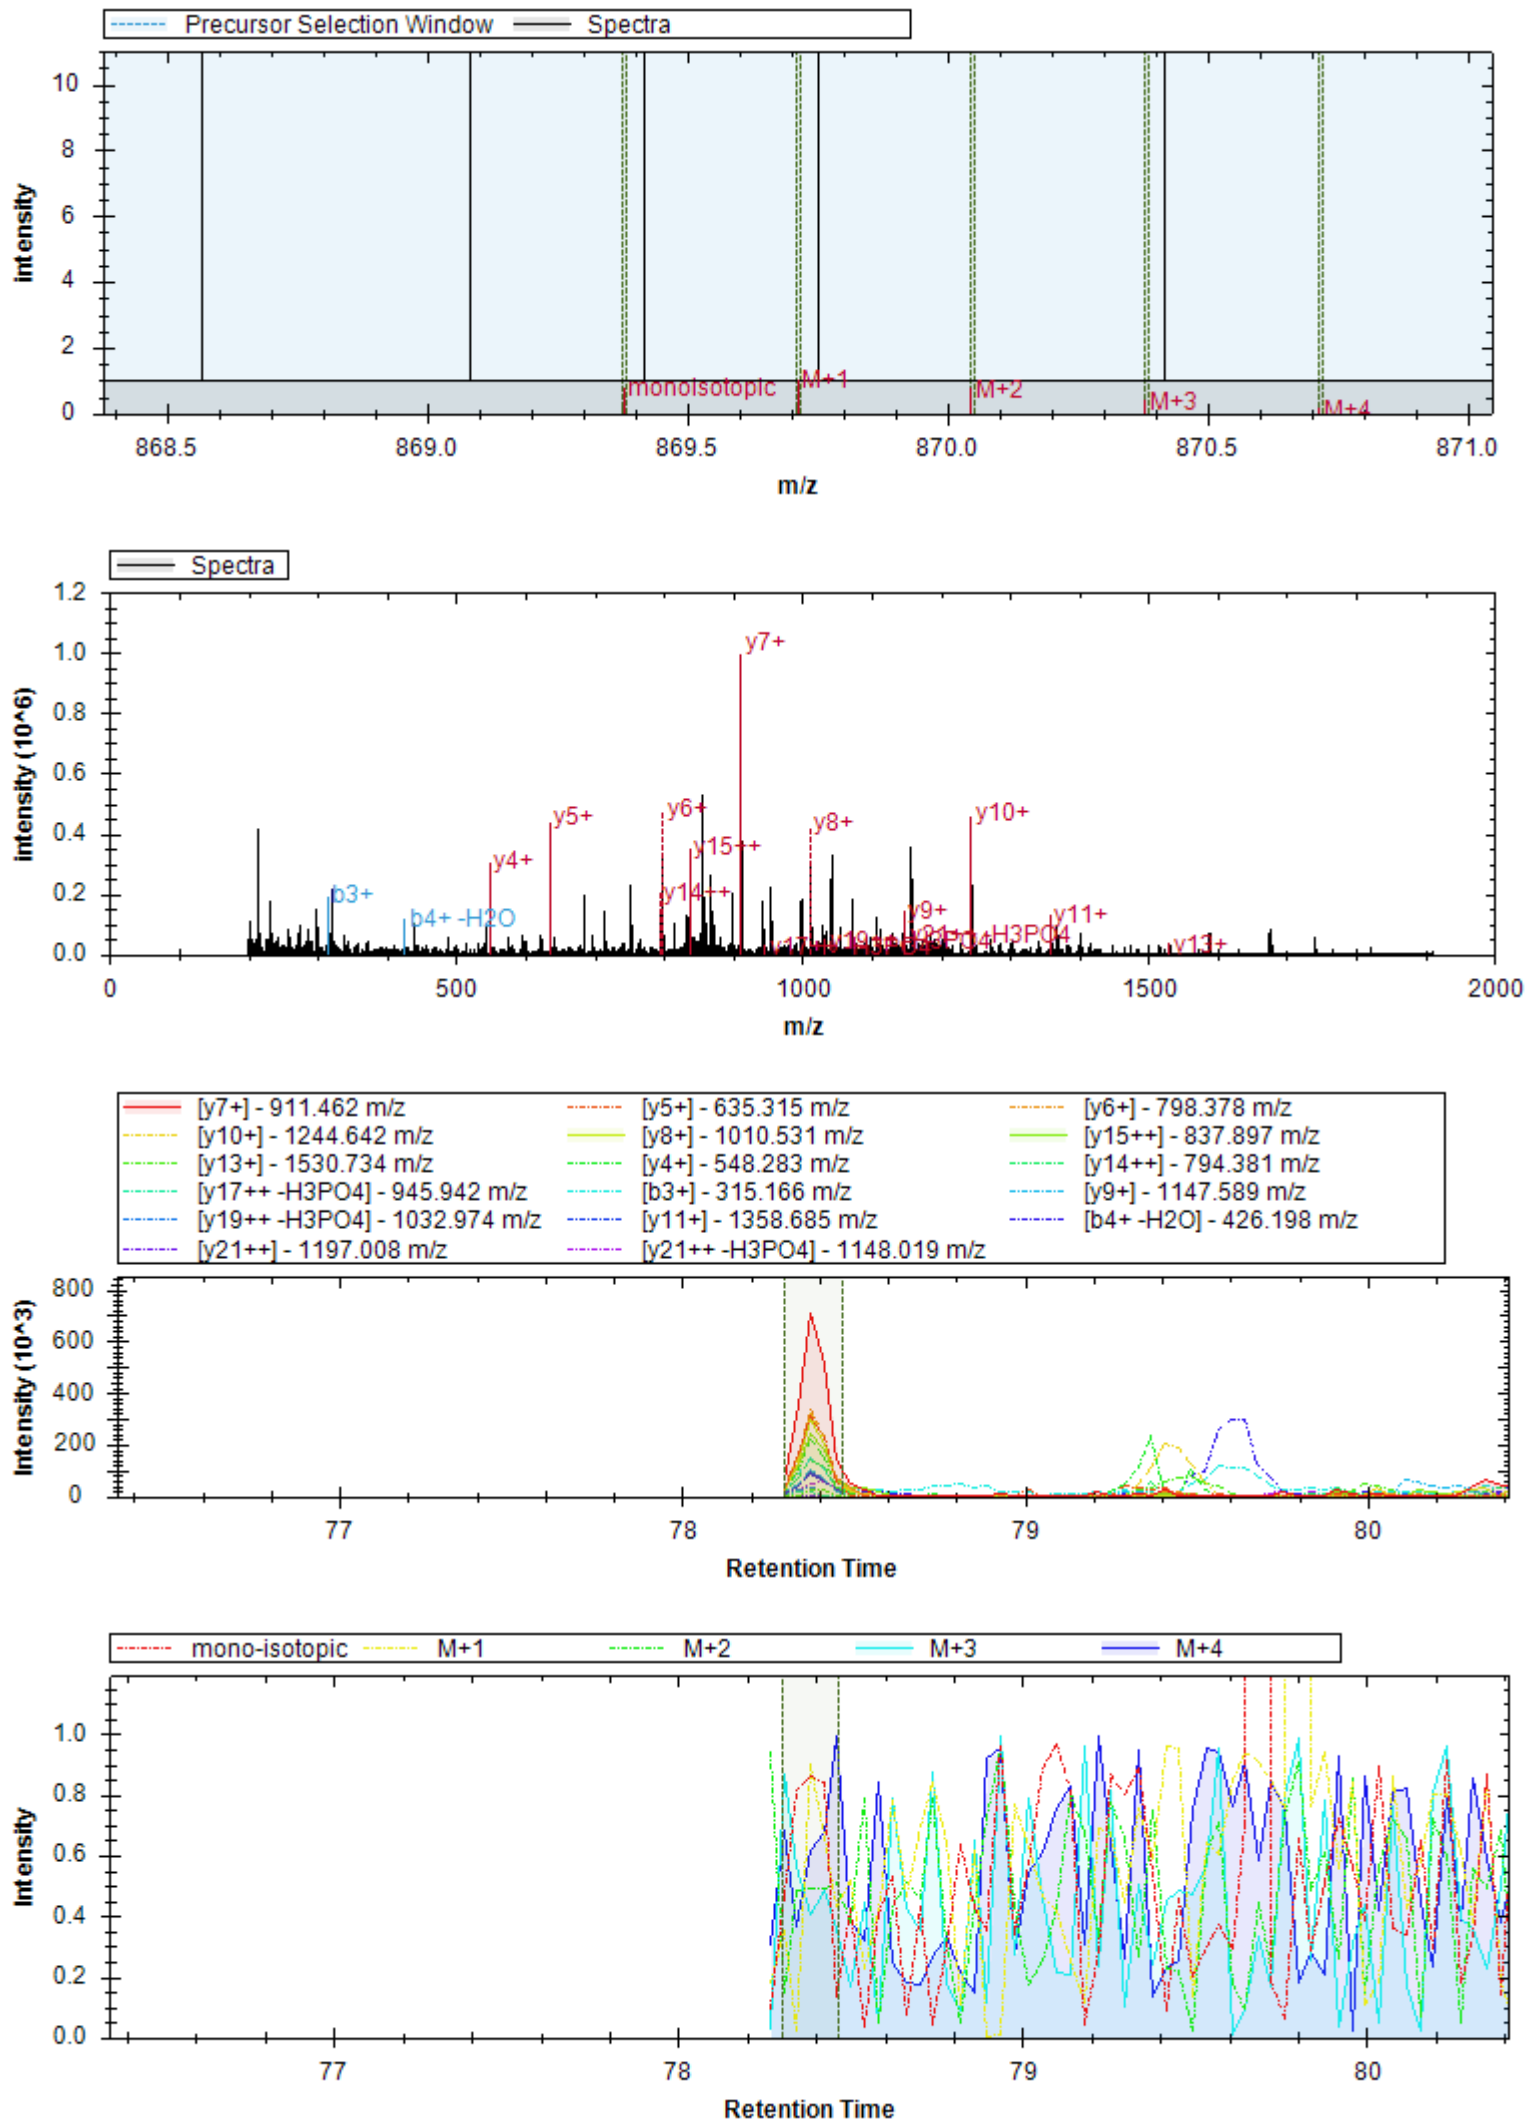 Precursor Selection Window Spectra
10
8
6
4
2
0
intensity
monoisotopic M+1 M+2 M+3 M+4
868.5 869.0 869.5 870.0 870.5 871.0
m/z
Spectra
1.2
1.0
0.8
0.6
0.4
0.2
0.0
intensity (10^6)
y7+
y6+
y5+ y8+ y10+
y4+ y15++
b3+ y14++
b4+ -H2O y9+ y11+
y21++ -H3PO4
y13+
0 500 1000 1500 2000
m/z
[y7+] - 911.462 m/z [y5+] - 635.315 m/z [y6+] - 798.378 m/z
[y10+] - 1244.642 m/z [y8+] - 1010.531 m/z [y15++] - 837.897 m/z
[y13+] - 1530.734 m/z [y4+] - 548.283 m/z [y14++] - 794.381 m/z
[y17++ -H3PO4] - 945.942 m/z [b3+] - 315.166 m/z [y9+] - 1147.589 m/z
[y19++ -H3PO4] - 1032.974 m/z [y11+] - 1358.685 m/z [b4+ -H2O] - 426.198 m/z
[y21++] - 1197.008 m/z [y21++ -H3PO4] - 1148.019 m/z
800
600
400
200
0
Intensity (10^3)
77 78 79 80
Retention Time
mono-isotopic M+1 M+2 M+3 M+4
1.0
0.8
0.6
0.4
0.2
0.0
Intensity
77 78 79 80
Retention Time